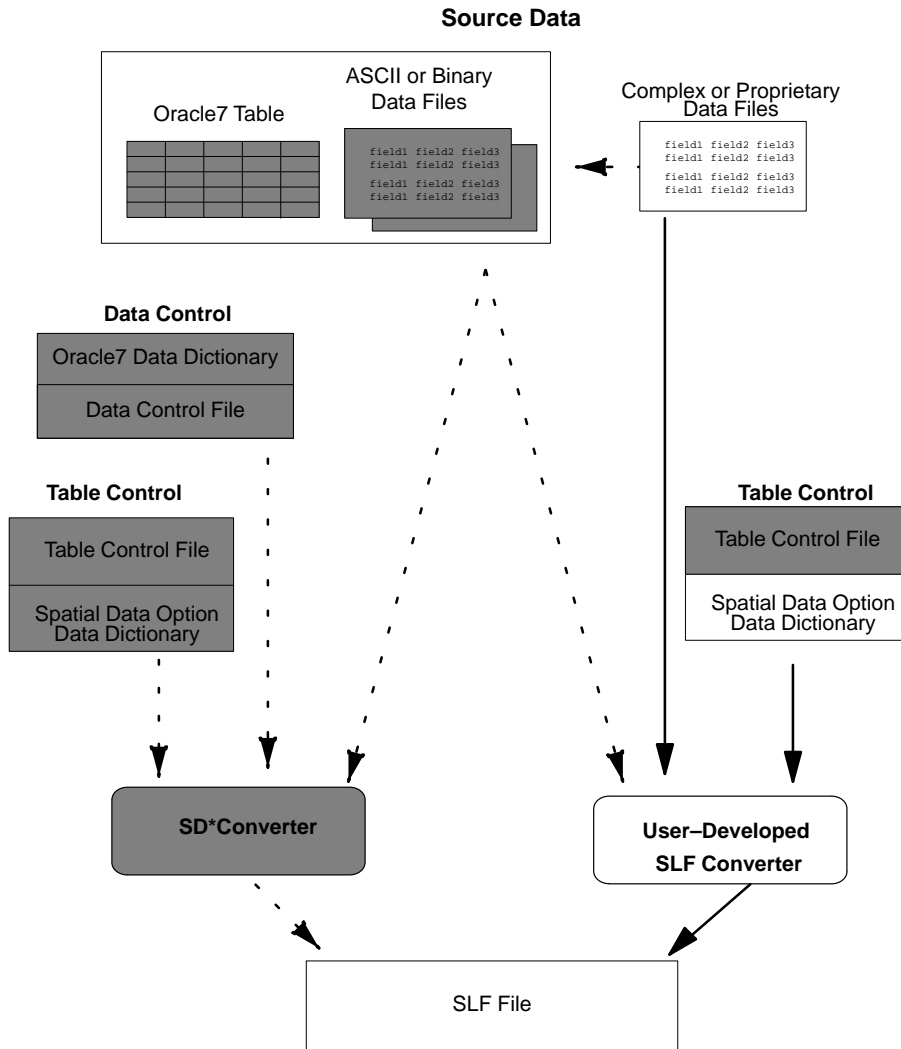 Source Data
ASCII or Binary
Data Files
Oracle7 Table
field1 field2 field3
field1 field2 field3
field1 field2 field3
field1 field2 field3
Complex or Proprietary
Data Files
field1 field2 field3
field1 field2 field3
field1 field2 field3
field1 field2 field3
Data Control
Oracle7 Data Dictionary
Data Control File
Table Control
Table Control File
Spatial Data Option
Data Dictionary
Table Control
Table Control File
Spatial Data Option
Data Dictionary
SD*Converter
User–Developed
SLF Converter
SLF File